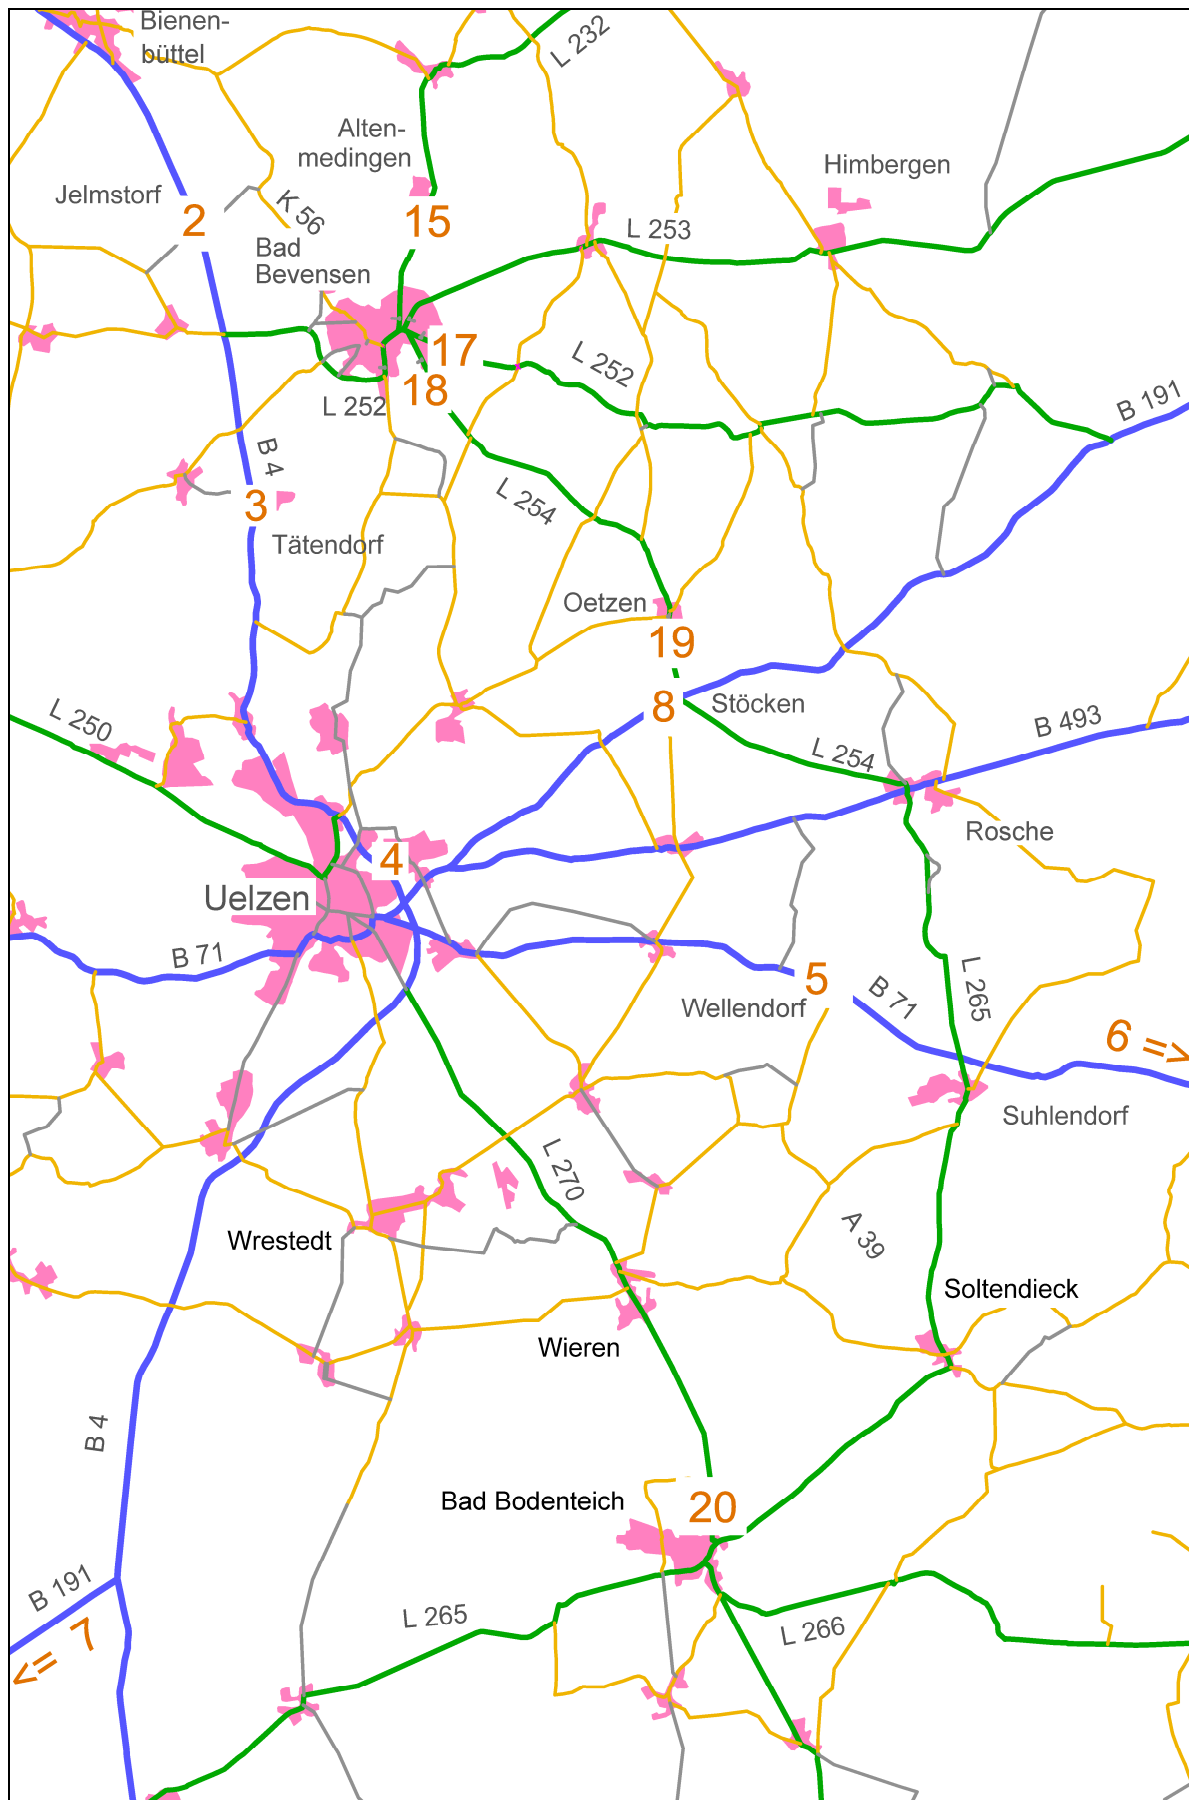 Bienen-
büttel
L 232
Alten-
medingen
Himbergen
Jelmstorf
K 56
2
15
L 253
Bad
Bevensen
17
18
L 252
L 252
B 191
B 4
3
L 254
Tätendorf
Oetzen
19
8
Stöcken
L 250
B 493
L 254
Rosche
4
Uelzen
B 71
5
Wellendorf
B 71
L 265
6 =>
Suhlendorf
L 270
A 39
Wrestedt
Soltendieck
Wieren
B 4
Bad Bodenteich
20
B 191
L 265
L 266
<= 7